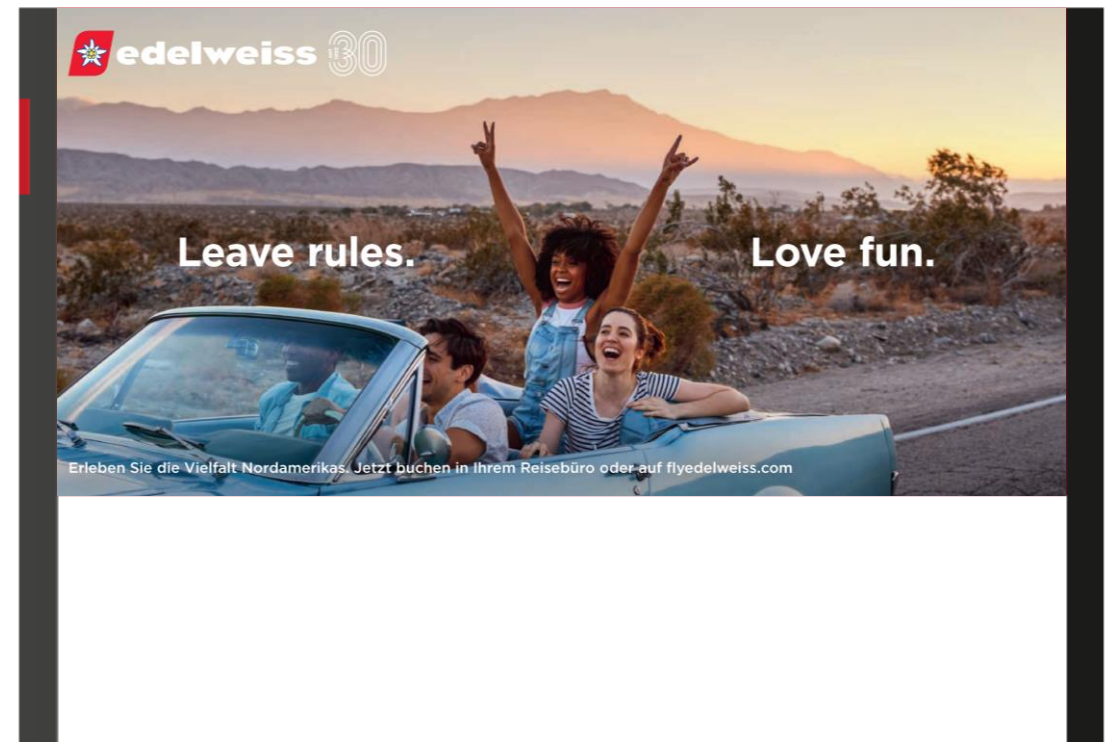 edelweiss 30
Leave rules. Love fun.
Erleben Sie die Vielfalt Nordamerikas. Jetzt buchen in Ihrem Reisebüro oder auf flyedelweiss.com